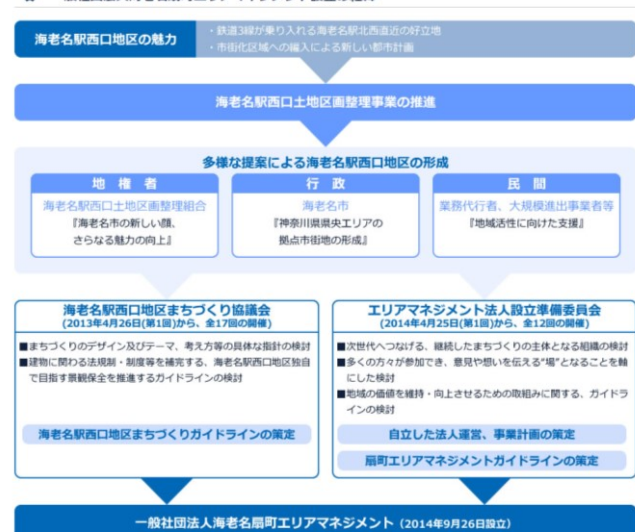 海老名駅西口地区の魅力
・鉄道3線が乗り入れる海老名駅北西直近の好立地
・市街化区域への編入による新しい都市計画
海老名駅西口土地区画整理事業の推進
多様な提案による海老名駅西口地区の形成
地権者
海老名駅西口土地区画整理組合
『海老名市の新しい顔、
さらなる魅力の向上』
行政
海老名市
『神奈川県県央エリアの
拠点市街地の形成』
民間
業務代行者、大規模進出事業者等
『地域活性に向けた支援』
海老名駅西口地区まちづくり協議会
(2013年4月26日(第1回)から、全17回の開催)
■まちづくりのデザイン及びテーマ、考え方等の具体な指針の検討
■建物に関わる法規制・制度等を補完する、海老名駅西口地区独自
で目指す景観保全を推進するガイドラインの検討
海老名駅西口地区まちづくりガイドラインの策定
エリアマネジメント法人設立準備委員会
(2014年4月25日(第1回)から、全12回の開催)
■次世代へつなげる、継続したまちづくりの主体となる組織の検討
■多くの方々が参加でき、意見や想いを伝える"場"となることを軸
にした検討
■地域の価値を維持・向上させるための取組みに関する、ガイドラ
インの検討
自立した法人運営、事業計画の策定
扇町エリアマネジメントガイドラインの策定
一般社団法人海老名扇町エリアマネジメント（2014年9月26日設立）